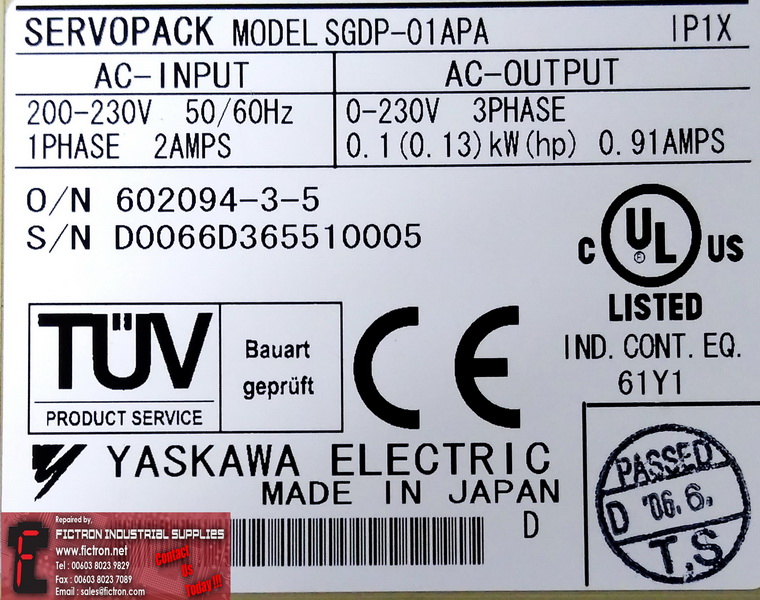 SERVOPACK MODEL SGDP-01APA IP1X
AC-INPUT AC-OUTPUT
200-230V 50/60Hz 0-230V 3PHASE
1PHASE 2AMPS 0.1(0.13)kW(hp) 0.91AMPS
O/N 602094-3-5
S/N D0066D365510005
C UL US
LISTED
IND. CONT. EQ.
61Y1
TÜV
PRODUCT SERVICE
Bauart
geprüft
CE
YASKAWA ELECTRIC
MADE IN JAPAN
D
PASSED
D '06.6.
T.S
Repaired by,
FICTRON INDUSTRIAL SUPPLIES
www.fictron.net
Tel : 00603 8023 9829
Fax : 00603 8023 7089
Email : sales@fictron.com
Contact
Us
Today!!!